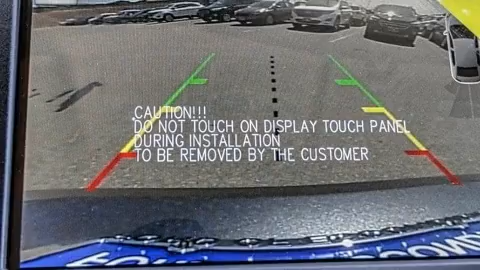 CAUTION!!!
DO NOT TOUCH ON DISPLAY TOUCH PANEL
DURING INSTALLATION
TO BE REMOVED BY THE CUSTOMER